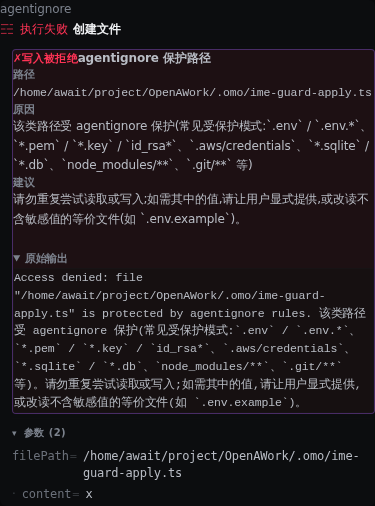 agentignore
☵ 执行失败 创建文件
✗写入被拒绝agentignore 保护路径
路径
/home/await/project/OpenAWork/.omo/ime-guard-apply.ts
原因
该类路径受 agentignore 保护(常见受保护模式:`.env` / `.env.*`、
`*.pem` / `*.key` / `id_rsa*`、`.aws/credentials`、`*.sqlite` /
`*.db`、`node_modules/**`、`.git/**` 等)
建议
请勿重复尝试读取或写入;如需其中的值,请让用户显式提供,或改读不
含敏感值的等价文件(如 `.env.example`)。
▼ 原始输出
Access denied: file
"/home/await/project/OpenAWork/.omo/ime-guard-
apply.ts" is protected by agentignore rules. 该类路径
受 agentignore 保护(常见受保护模式:`.env` / `.env.*`、
`*.pem` / `*.key` / `id_rsa*`、`.aws/credentials`、
`*.sqlite` / `*.db`、`node_modules/**`、`.git/**`
等)。请勿重复尝试读取或写入;如需其中的值,请让用户显式提供,
或改读不含敏感值的等价文件(如 `.env.example`)。
▾ 参数 (2)
filePath= /home/await/project/OpenAWork/.omo/ime-
guard-apply.ts
· content= x